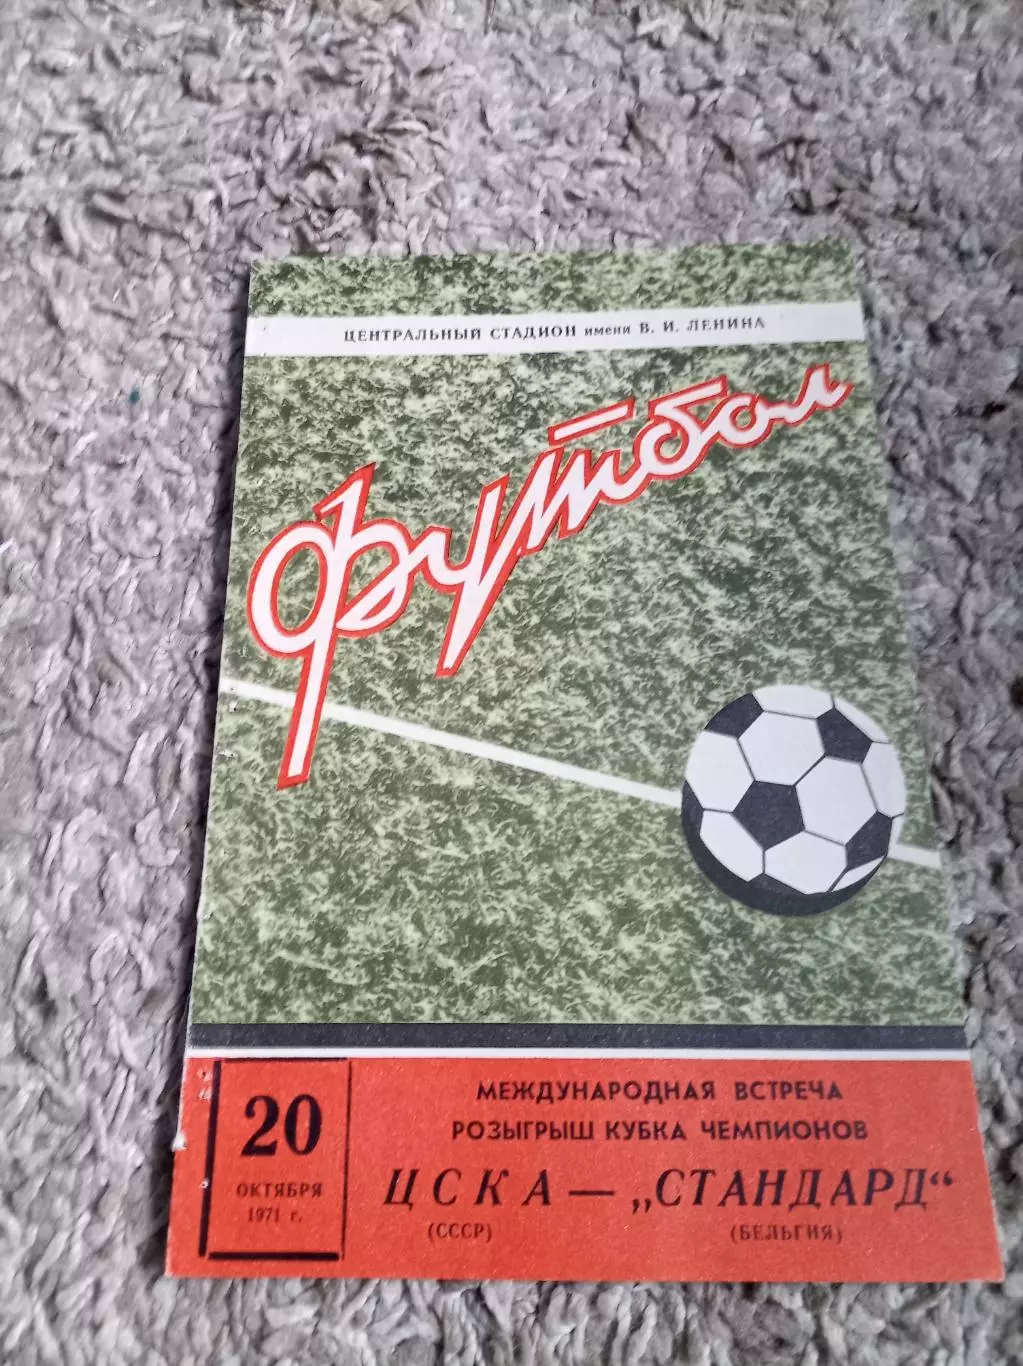 ЦЕНТРАЛЬНЫЙ СТАДИОН имени В. И. ЛЕНИНА
Футбол
20
ОКТЯБРЯ
1971 г.
МЕЖДУНАРОДНАЯ ВСТРЕЧА
РОЗЫГРЫШ КУБКА ЧЕМПИОНОВ
ЦСКА — „СТАНДАРД“
(СССР) (БЕЛЬГИЯ)